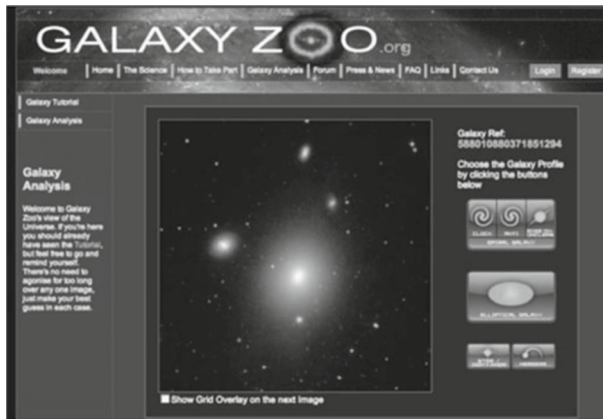 GALAXY ZOO.org
Welcome Home The Science How to Take Part Galaxy Analysis Forum Press & News FAQ Links Contact Us Login Register
Galaxy Tutorial
Galaxy Analysis
Galaxy
Analysis
Welcome to Galaxy
Zoo's view of the
Universe. If you're here
you should already
have seen the Tutorial,
but feel free to go and
remind yourself.
There's no need to
agonise for too long
over any one image,
just make your best
guess in each case.
Galaxy Ref:
588010880371851294
Choose the Galaxy Profile
by clicking the buttons
below
CLOCK ANTI
SPIRAL GALAXY
ELLIPTICAL GALAXY
Show Grid Overlay on the next Image